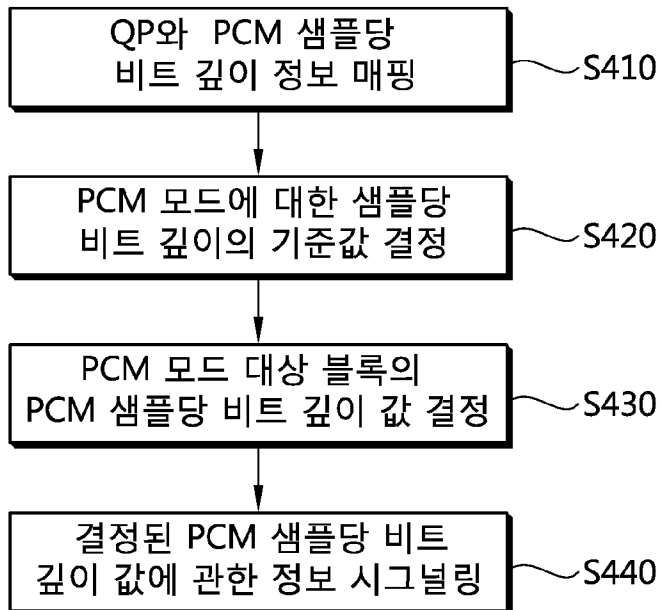 QP와 PCM 샘플당
비트 깊이 정보 매핑
S410
PCM 모드에 대한 샘플당
비트 깊이의 기준값 결정
S420
PCM 모드 대상 블록의
PCM 샘플당 비트 깊이 값 결정
S430
결정된 PCM 샘플당 비트
깊이 값에 관한 정보 시그널링
S440